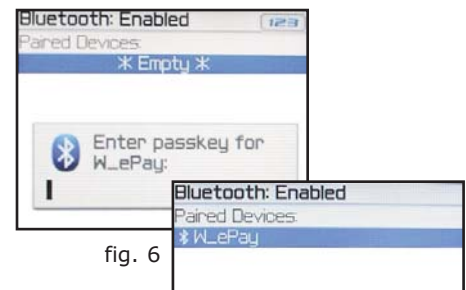 Bluetooth: Enabled
123
Paired Devices:
* Empty *
Enter passkey for
W_ePay:
Bluetooth: Enabled
Paired Devices:
W_ePay
fig. 6